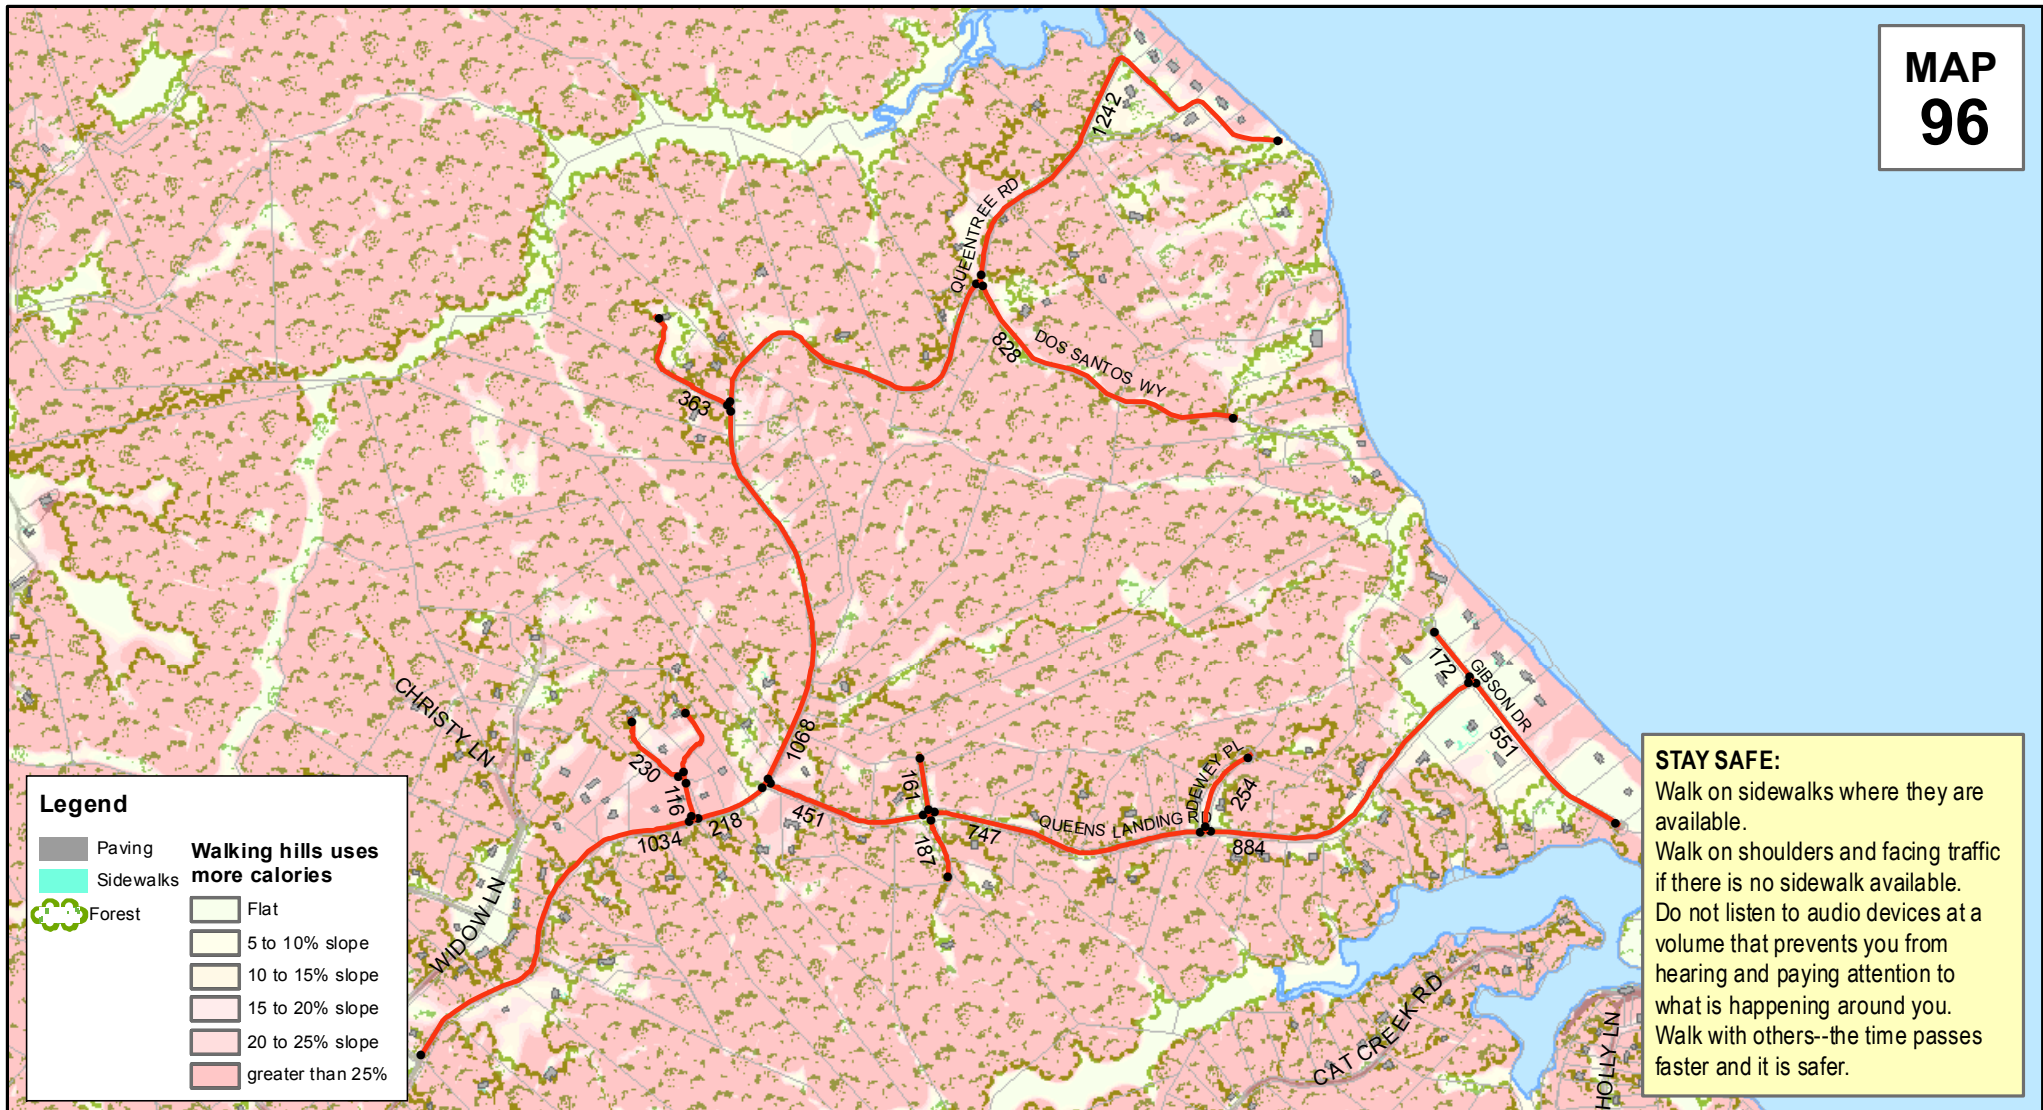 MAP
96
1242
QUEENTREE RD
828
DOS SANTOS WY
363
172
GIBSON DR
551
CHRISTY LN
1068
230
116
218
1034
451
161
187
747
QUEENS LANDING RD
DEWEY PL
254
884
WIDOW LN
CAT CREEK RD
HOLLY LN
Legend
Paving
Sidewalks
Forest
Walking hills uses
more calories
Flat
5 to 10% slope
10 to 15% slope
15 to 20% slope
20 to 25% slope
greater than 25%
STAY SAFE:
Walk on sidewalks where they are
available.
Walk on shoulders and facing traffic
if there is no sidewalk available.
Do not listen to audio devices at a
volume that prevents you from
hearing and paying attention to
what is happening around you.
Walk with others--the time passes
faster and it is safer.